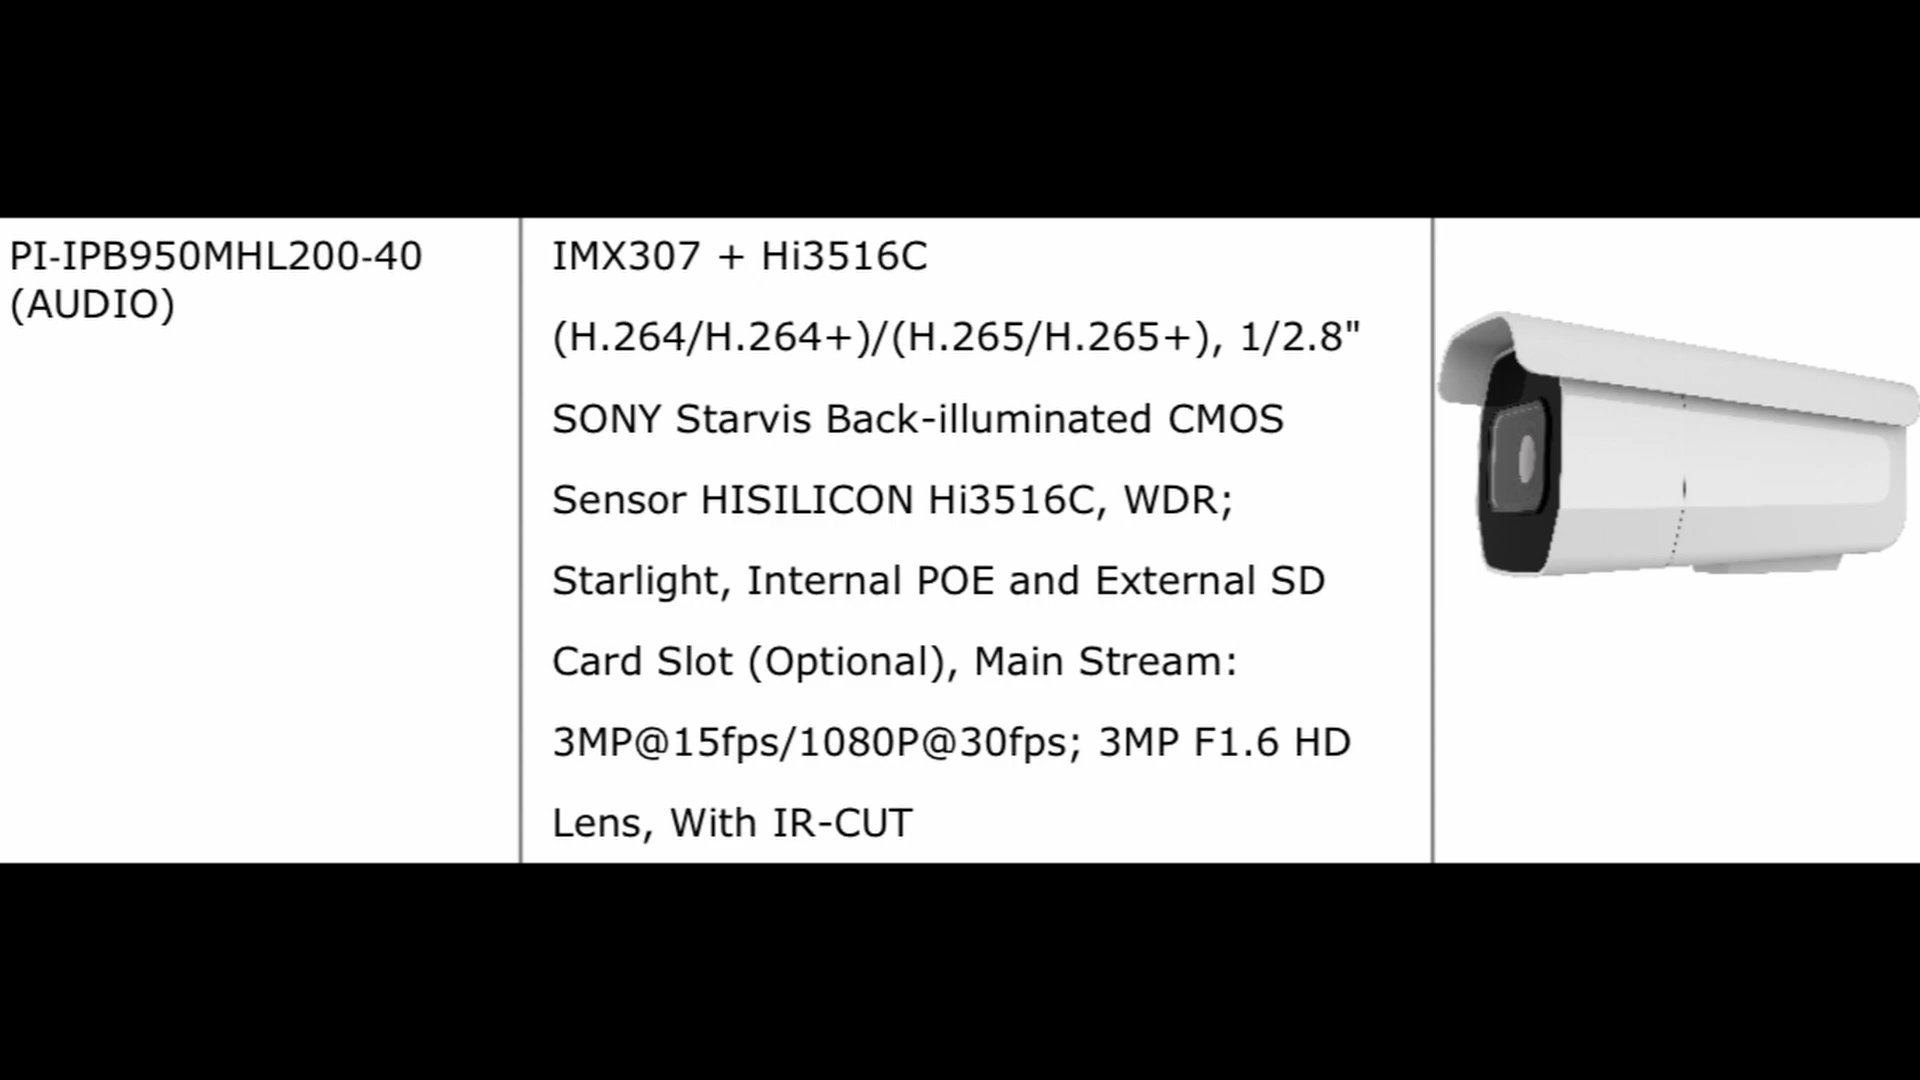 PI-IPB950MHL200-40
(AUDIO)
IMX307 + Hi3516C
(H.264/H.264+)/(H.265/H.265+), 1/2.8"
SONY Starvis Back-illuminated CMOS
Sensor HISILICON Hi3516C, WDR;
Starlight, Internal POE and External SD
Card Slot (Optional), Main Stream:
3MP@15fps/1080P@30fps; 3MP F1.6 HD
Lens, With IR-CUT